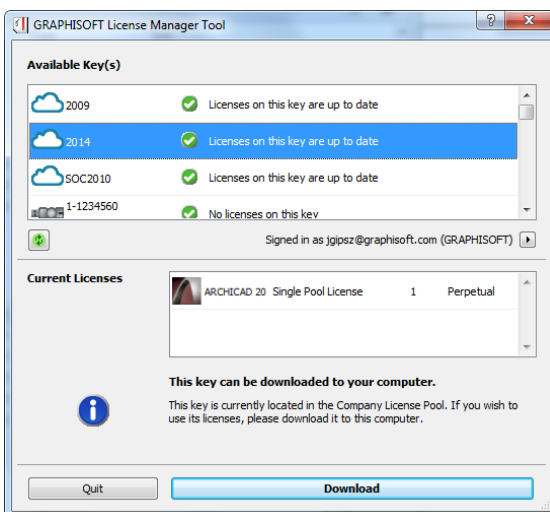 GRAPHISOFT License Manager Tool
Available Key(s)
2009 Licenses on this key are up to date
2014 Licenses on this key are up to date
SOC2010 Licenses on this key are up to date
1-1234560 No licenses on this key
Signed in as jgipsz@graphisoft.com (GRAPHISOFT)
Current Licenses
ARCHICAD 20 Single Pool License 1 Perpetual
This key can be downloaded to your computer.
This key is currently located in the Company License Pool. If you wish to
use its licenses, please download it to this computer.
Quit Download